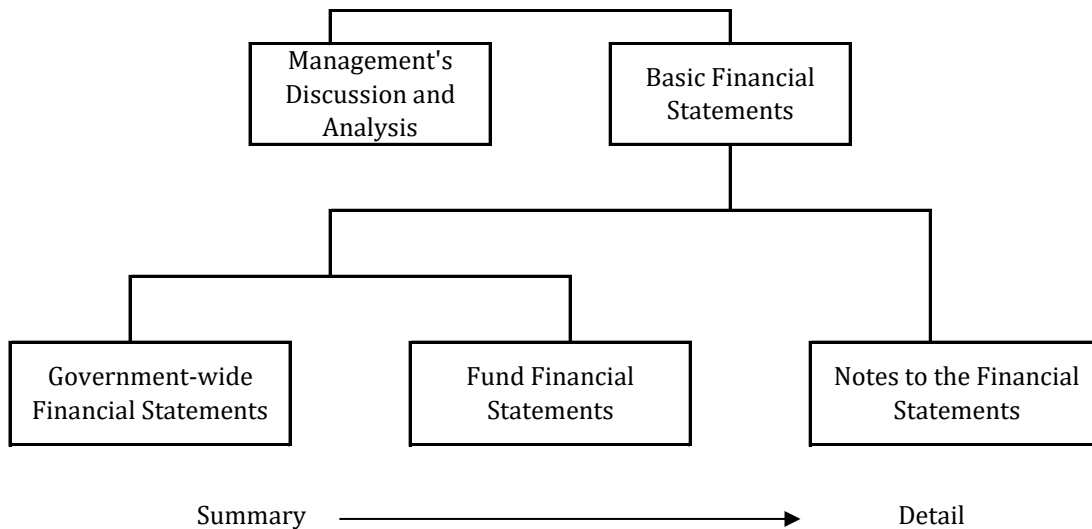 Management's
Discussion and
Analysis
Basic Financial
Statements
Government-wide
Financial Statements
Fund Financial
Statements
Notes to the Financial
Statements
Summary
Detail